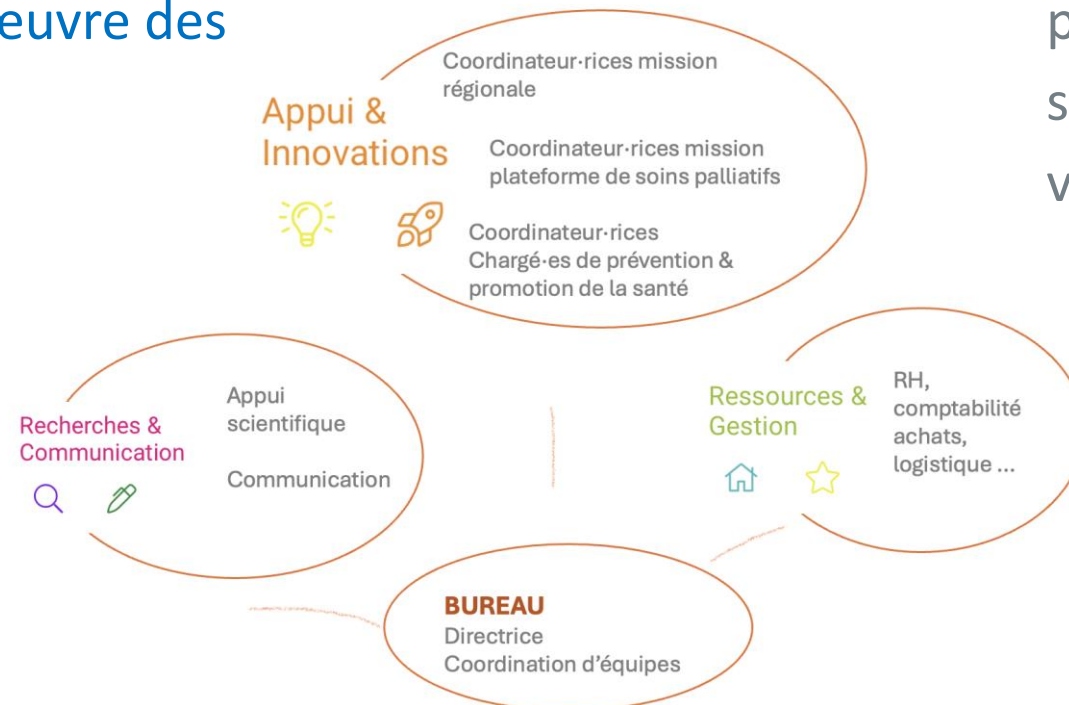 euvre des
p
s
v
Coordinateur·rices mission
régionale
Appui &
Innovations
Coordinateur·rices mission
plateforme de soins palliatifs
Coordinateur·rices
Chargé·es de prévention &
promotion de la santé
Recherches &
Communication
Appui
scientifique
Communication
Ressources &
Gestion
RH,
comptabilité
achats,
logistique ...
BUREAU
Directrice
Coordination d'équipes